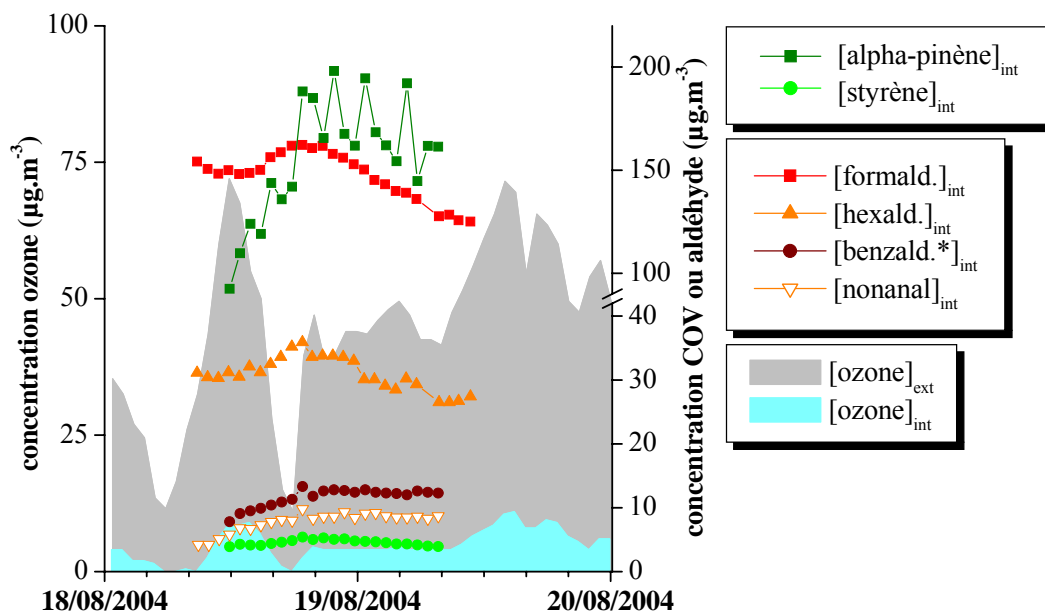 concentration ozone (µg.m-3)
100
75
50
25
0
18/08/2004
19/08/2004
20/08/2004
200
150
100
40
30
20
10
0
concentration COV ou aldéhyde (µg.m-3)
[alpha-pinène]int
[styrène]int
[formald.]int
[hexald.]int
[benzald.*]int
[nonanal]int
[ozone]ext
[ozone]int